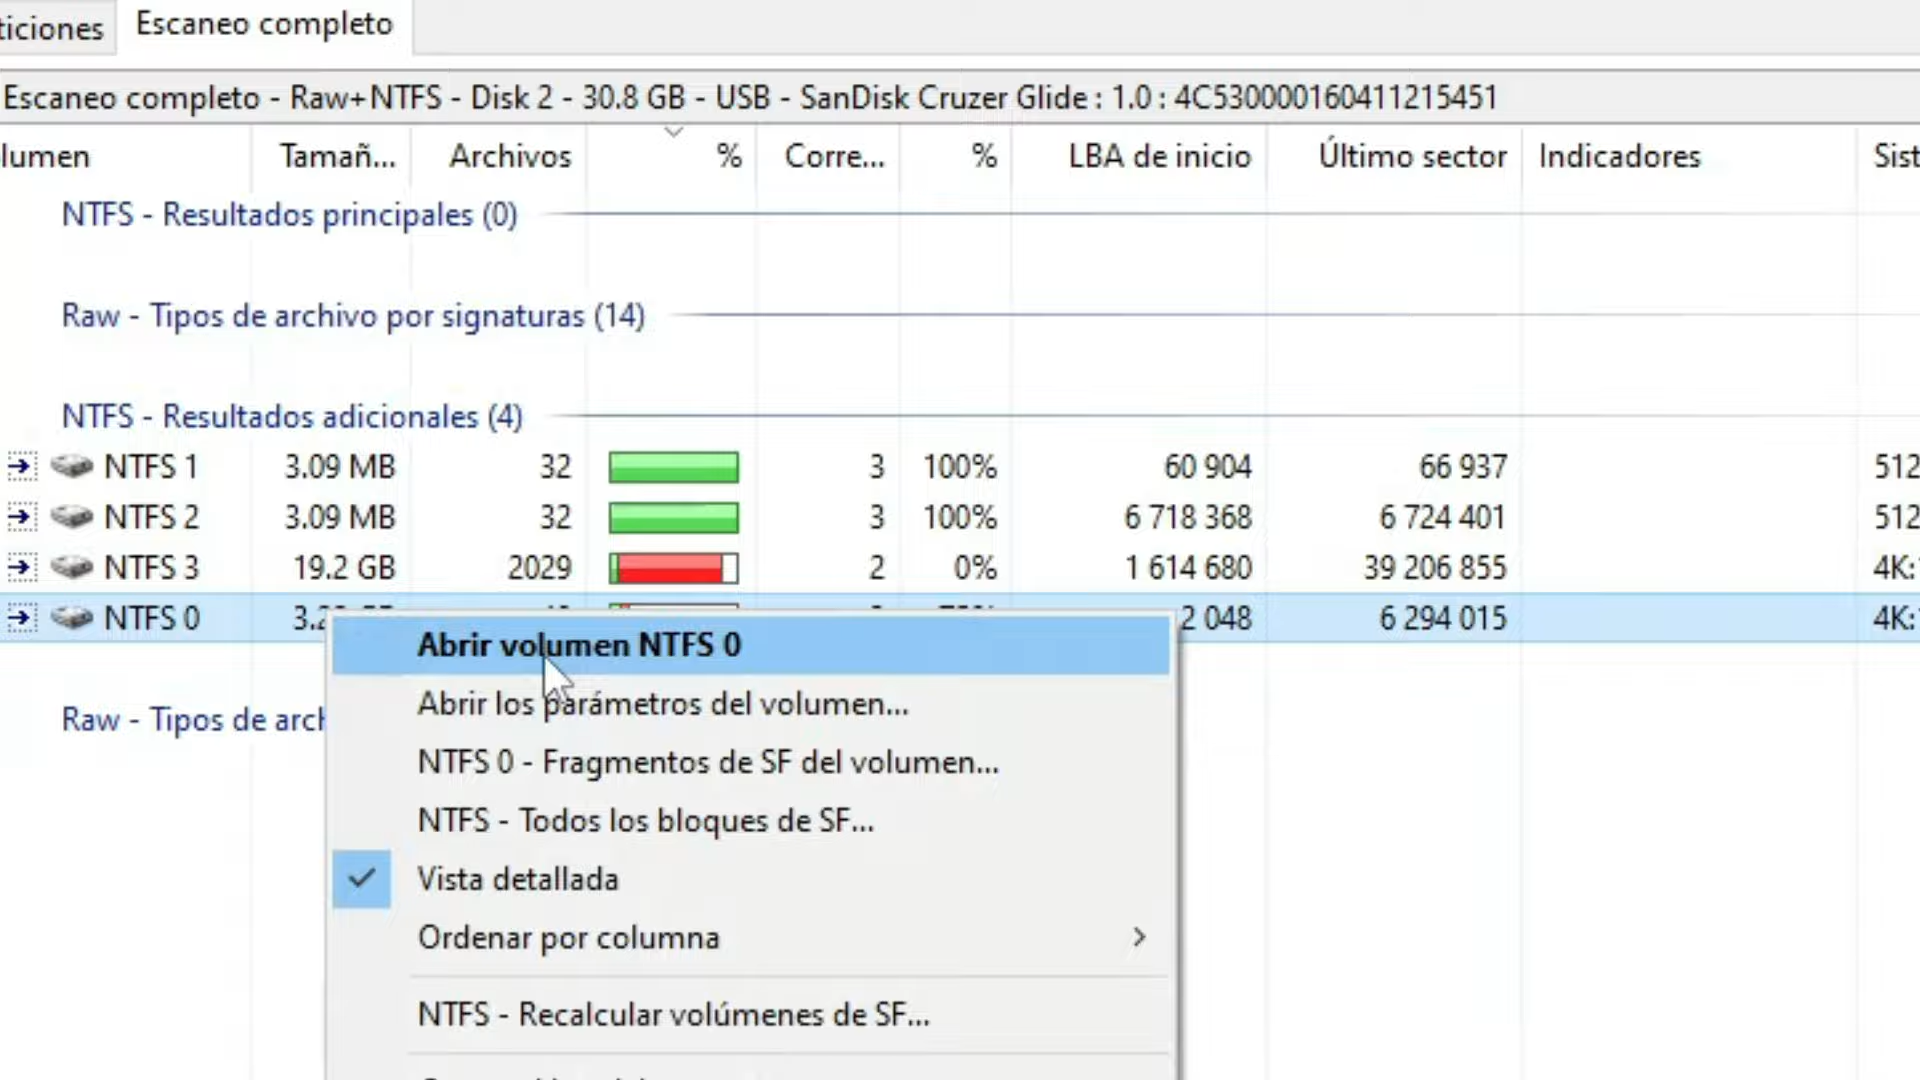 ticiones Escaneo completo
Escaneo completo - Raw+NTFS - Disk 2 - 30.8 GB - USB - SanDisk Cruzer Glide : 1.0 : 4C530000160411215451
lumen Tamañ... Archivos % Corre... % LBA de inicio Último sector Indicadores Sist
NTFS - Resultados principales (0)
Raw - Tipos de archivo por signaturas (14)
NTFS - Resultados adicionales (4)
NTFS 1 3.09 MB 32 3 100% 60 904 66 937 512
NTFS 2 3.09 MB 32 3 100% 6 718 368 6 724 401 512
NTFS 3 19.2 GB 2029 2 0% 1 614 680 39 206 855 4K:
NTFS 0 2 048 6 294 015 4K:
Abrir volumen NTFS 0
Abrir los parámetros del volumen...
Raw - Tipos de arch
NTFS 0 - Fragmentos de SF del volumen...
NTFS - Todos los bloques de SF...
Vista detallada
Ordenar por columna
NTFS - Recalcular volúmenes de SF...